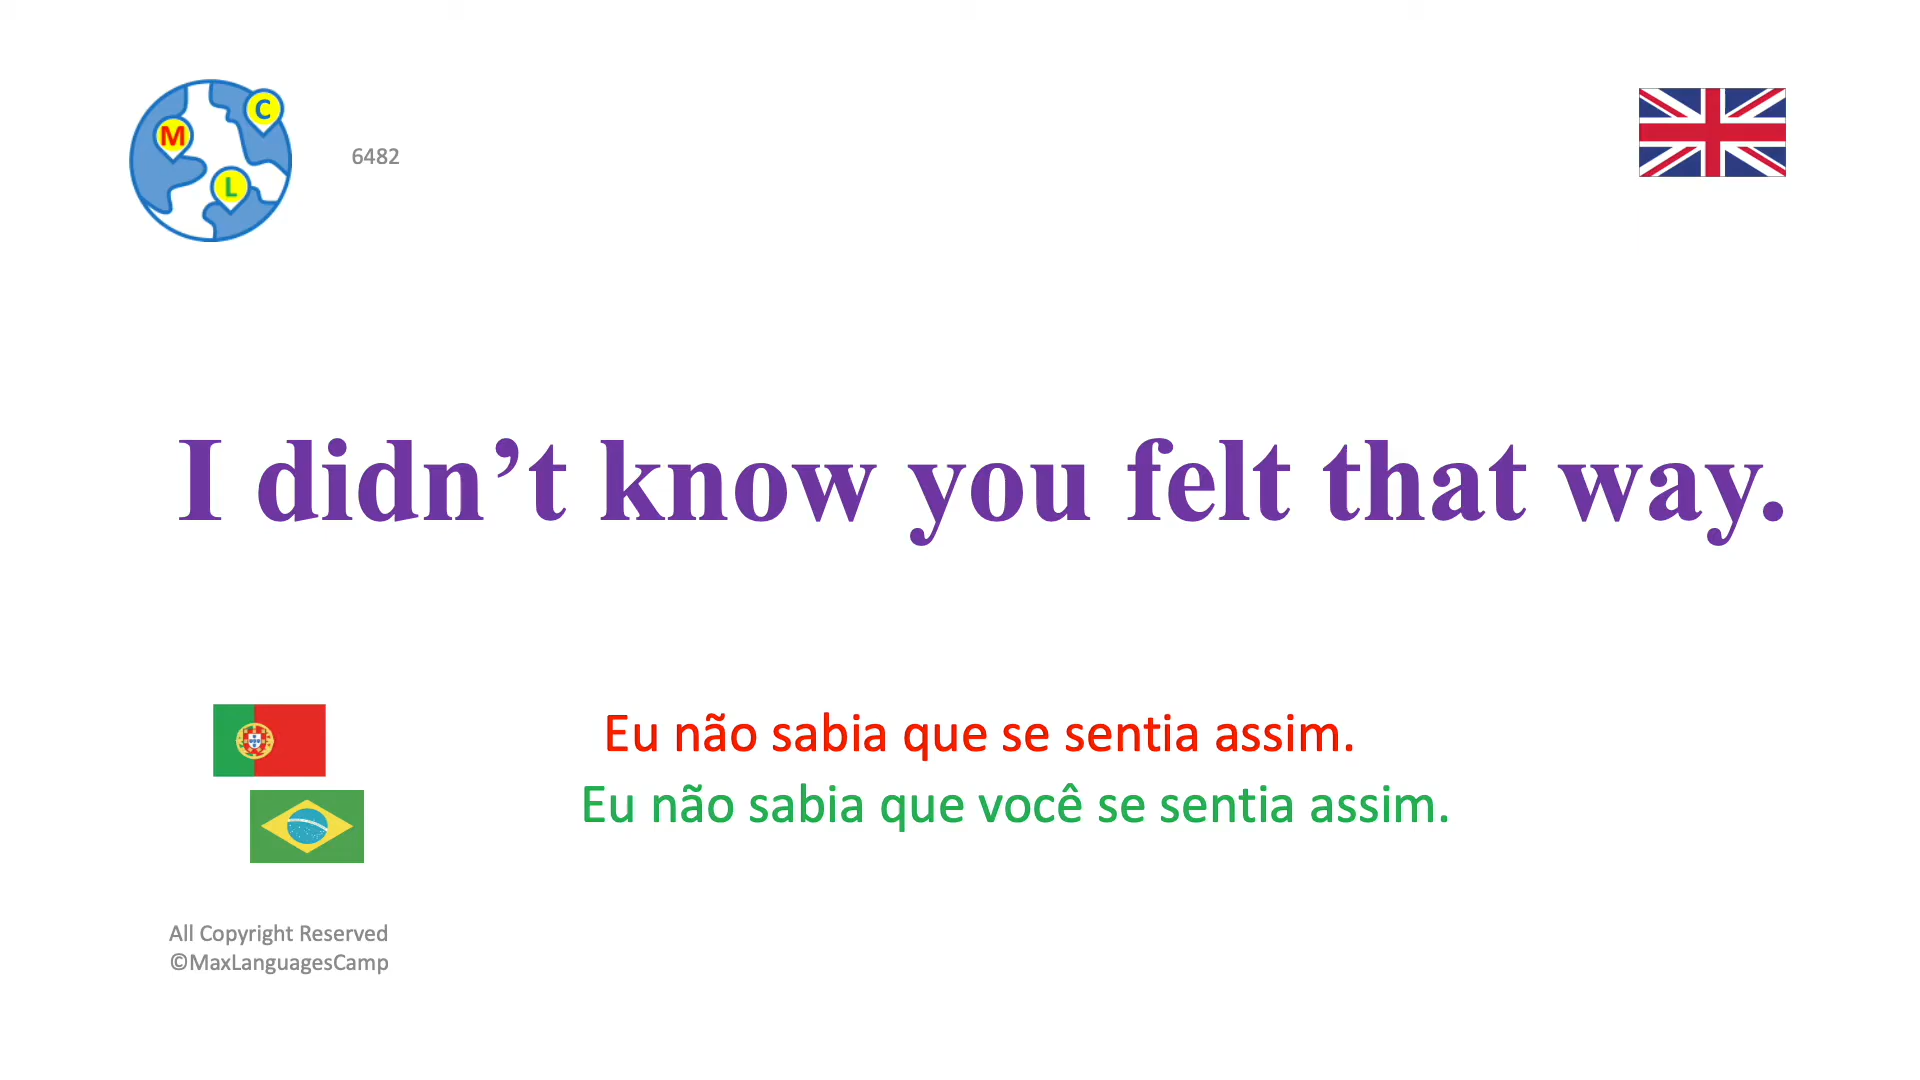 M
C
L
6482
I didn’t know you felt that way.
Eu não sabia que se sentia assim.
Eu não sabia que você se sentia assim.
All Copyright Reserved
©MaxLanguagesCamp